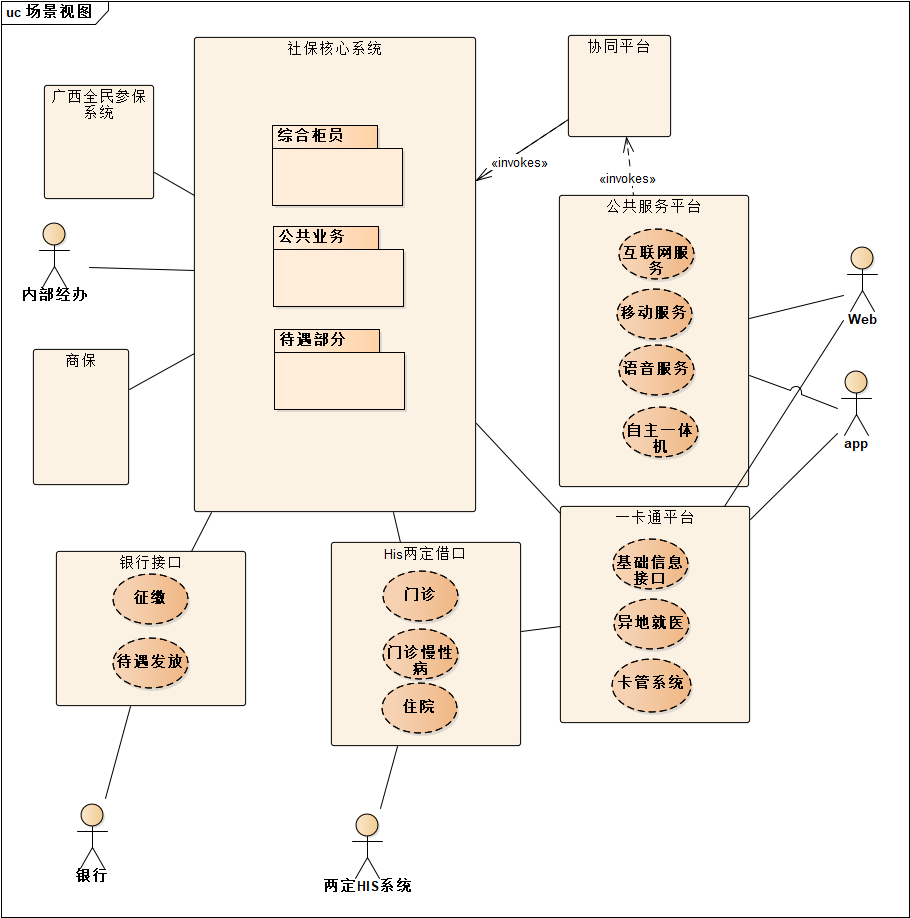 uc 场景视图
社保核心系统
协同平台
广西全民参保
系统
综合柜员
«invokes»
«invokes»
公共服务平台
公共业务
互联网服
务
内部经办
移动服务
Web
待遇部分
商保
语音服务
自主一体
机
app
一卡通平台
银行接口
His两定借口
基础信息
接口
征缴
门诊
异地就医
待遇发放
门诊慢性
病
卡管系统
住院
银行
两定HIS系统